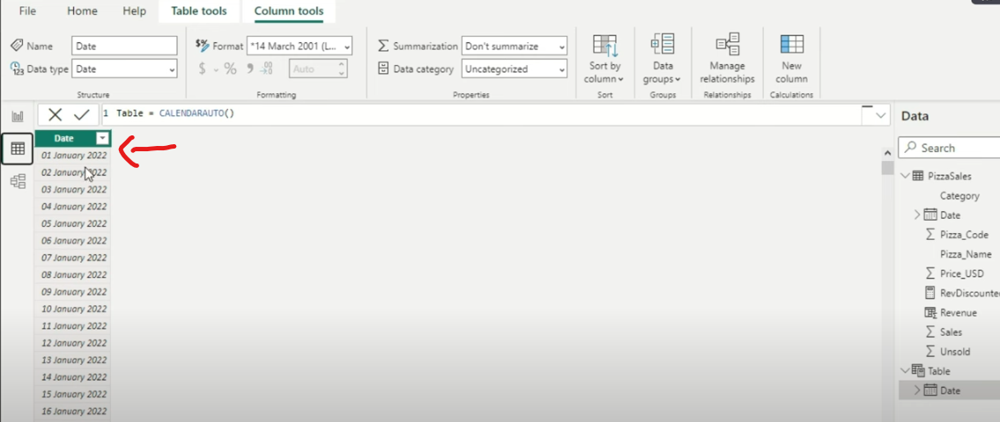 File Home Help Table tools Column tools
Name Date
Data type Date
Structure
Format *14 March 2001 (L...
$ % 9 .00 Auto
Formatting
Summarization Don't summarize
Data category Uncategorized
Properties
Sort by
column
Sort
Data
groups
Groups
Manage
relationships
Relationships
New
column
Calculations
1 Table = CALENDARAUTO()
Date
01 January 2022
02 January 2022
03 January 2022
04 January 2022
05 January 2022
06 January 2022
07 January 2022
08 January 2022
09 January 2022
10 January 2022
11 January 2022
12 January 2022
13 January 2022
14 January 2022
15 January 2022
16 January 2022
Data
Search
PizzaSales
Category
Date
Pizza_Code
Pizza_Name
Price_USD
RevDiscounte
Revenue
Sales
Unsold
Table
Date